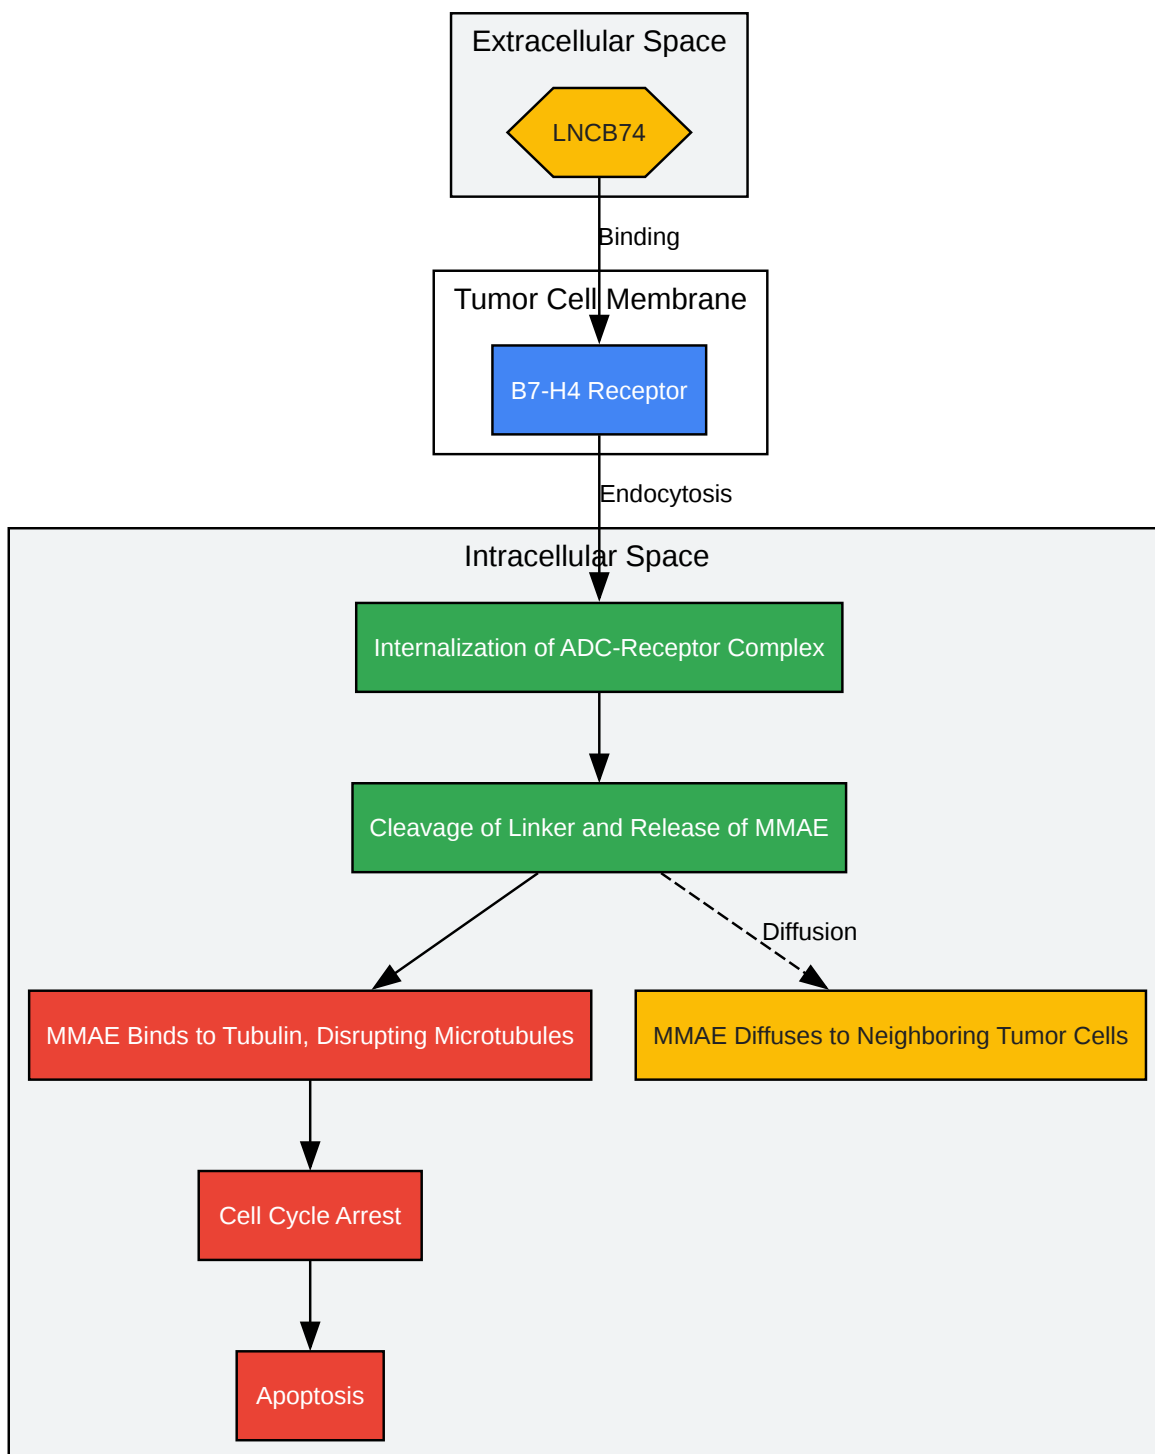 Extracellular Space
LNCB74
Binding
Tumor Cell Membrane
B7-H4 Receptor
Endocytosis
Intracellular Space
Internalization of ADC-Receptor Complex
Cleavage of Linker and Release of MMAE
Diffusion
MMAE Binds to Tubulin, Disrupting Microtubules
MMAE Diffuses to Neighboring Tumor Cells
Cell Cycle Arrest
Apoptosis